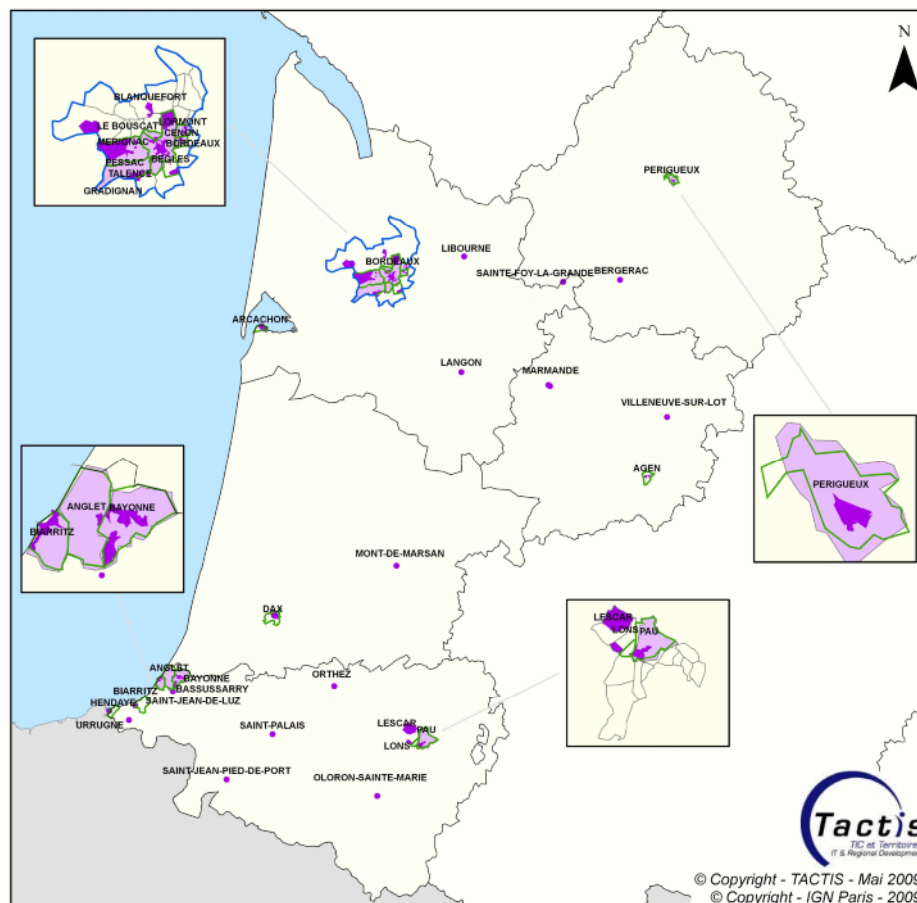 N
BLANQUEFORT
LORMONT
LE BOUSCAT
CENON
MERIGNAC
BORDEAUX
PESSAC
BEGLES
TALENCE
GRADIGNAN
PERIGUEUX
LIBOURNE
BORDEAUX
SAINTE-FOY-LA-GRANDE
BERGERAC
ARCACHON
LANGON
MARMANDE
VILLENEUVE-SUR-LOT
AGEN
PERIGUEUX
ANGLET
BAYONNE
BIARRITZ
MONT-DE-MARSAN
DAX
LESCAR
LONS
PAU
ANGLET
BAYONNE
BIARRITZ
BASSUSSARRY
HENDAYE
SAINT-JEAN-DE-LUZ
URRUGNE
ORTHEZ
SAINT-PALAIS
LESCAR
PAU
LONS
SAINT-JEAN-PIED-DE-PORT
OLORON-SAINTE-MARIE
Tactis
TIC et Territoire
IT & Regional Development
© Copyright - TACTIS - Mai 2009
© Copyright - IGN Paris - 2009